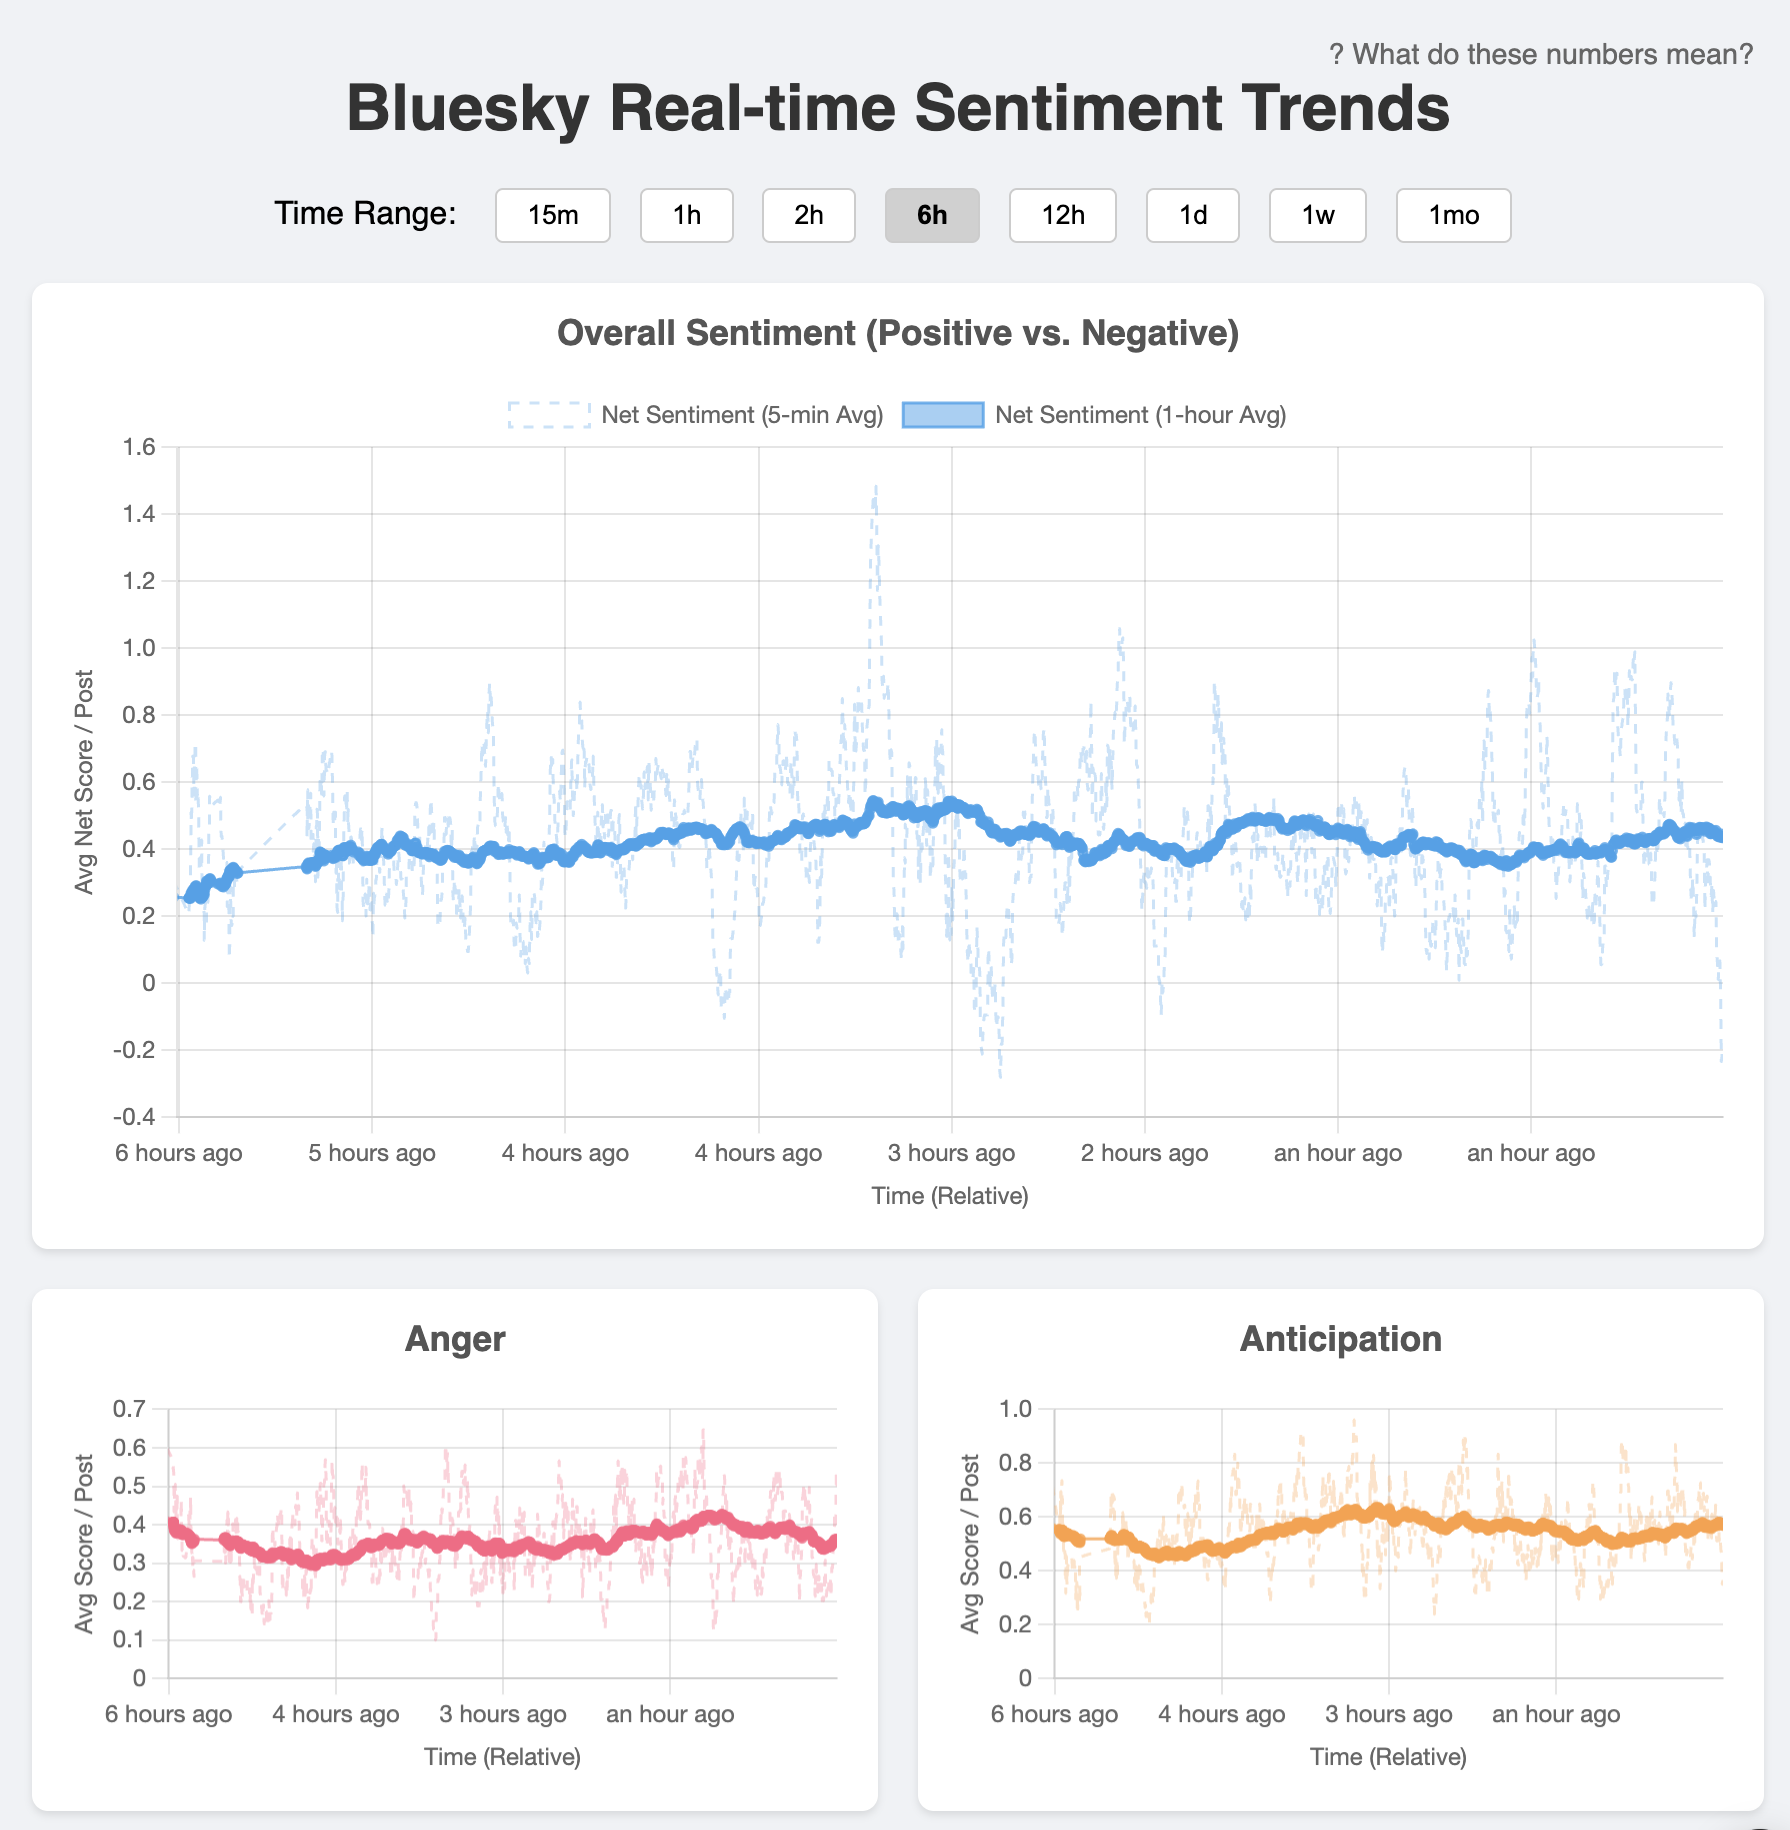 ? What do these numbers mean?
Bluesky Real-time Sentiment Trends
Time Range: 15m 1h 2h 6h 12h 1d 1w 1mo
Overall Sentiment (Positive vs. Negative)
Net Sentiment (5-min Avg) Net Sentiment (1-hour Avg)
Avg Net Score / Post
1.6
1.4
1.2
1.0
0.8
0.6
0.4
0.2
0
-0.2
-0.4
6 hours ago 5 hours ago 4 hours ago 4 hours ago 3 hours ago 2 hours ago an hour ago an hour ago
Time (Relative)
Anger
Avg Score / Post
0.7
0.6
0.5
0.4
0.3
0.2
0.1
0
6 hours ago 4 hours ago 3 hours ago an hour ago
Time (Relative)
Anticipation
Avg Score / Post
1.0
0.8
0.6
0.4
0.2
0
6 hours ago 4 hours ago 3 hours ago an hour ago
Time (Relative)